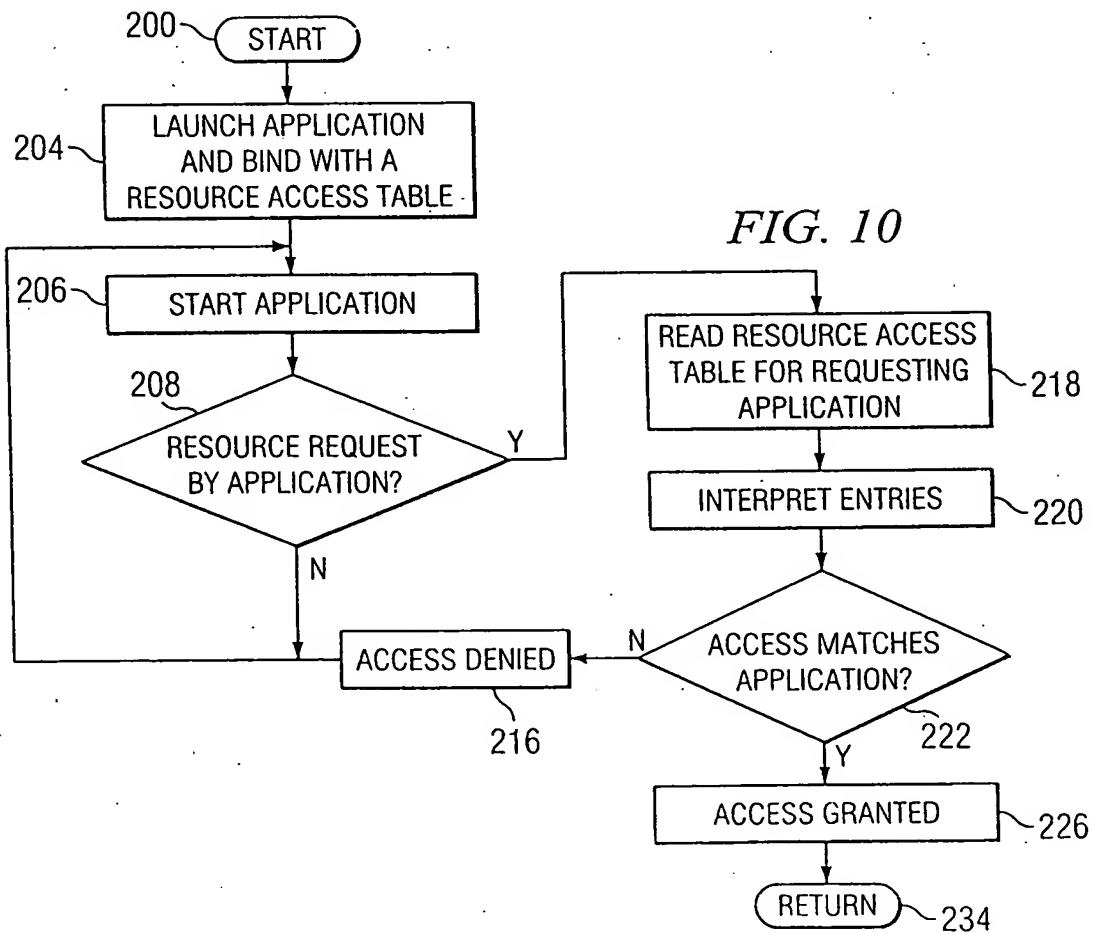 200
START
204
LAUNCH APPLICATION
AND BIND WITH A
RESOURCE ACCESS TABLE
FIG. 10
206
START APPLICATION
208
RESOURCE REQUEST
BY APPLICATION?
Y
N
READ RESOURCE ACCESS
TABLE FOR REQUESTING
APPLICATION
218
INTERPRET ENTRIES
220
ACCESS MATCHES
APPLICATION?
222
N
Y
ACCESS DENIED
216
ACCESS GRANTED
226
RETURN
234